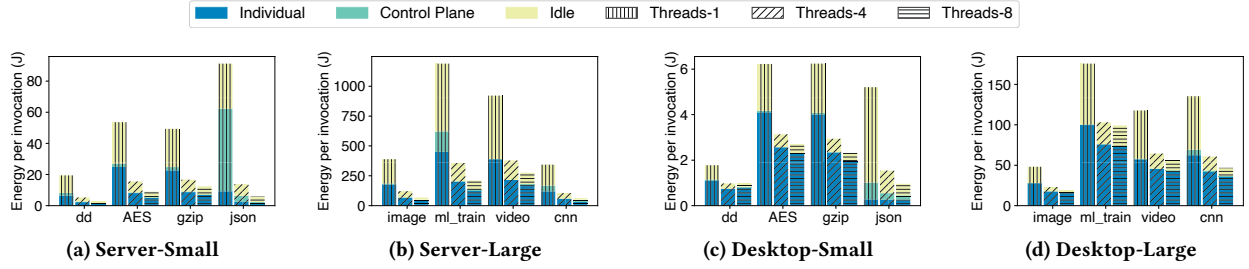 Individual Control Plane Idle Threads-1 Threads-4 Threads-8
Energy per invocation (J)
80
60
40
20
0
dd AES gzip json
(a) Server-Small
Energy per invocation (J)
1000
750
500
250
0
image ml_train video cnn
(b) Server-Large
Energy per invocation (J)
6
4
2
0
dd AES gzip json
(c) Desktop-Small
Energy per invocation (J)
150
100
50
0
image ml_train video cnn
(d) Desktop-Large